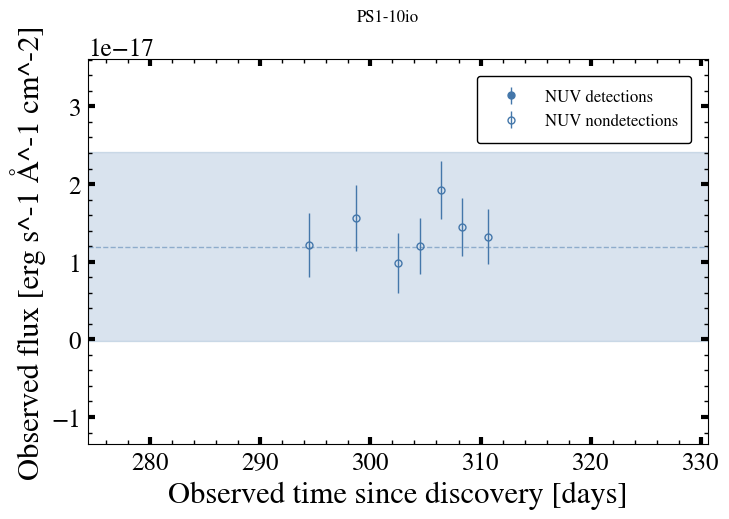 PS1-10io
1e−17
Observed flux [erg s^-1 Å^-1 cm^-2]
3
2
1
0
−1
NUV detections
NUV nondetections
280 290 300 310 320 330
Observed time since discovery [days]